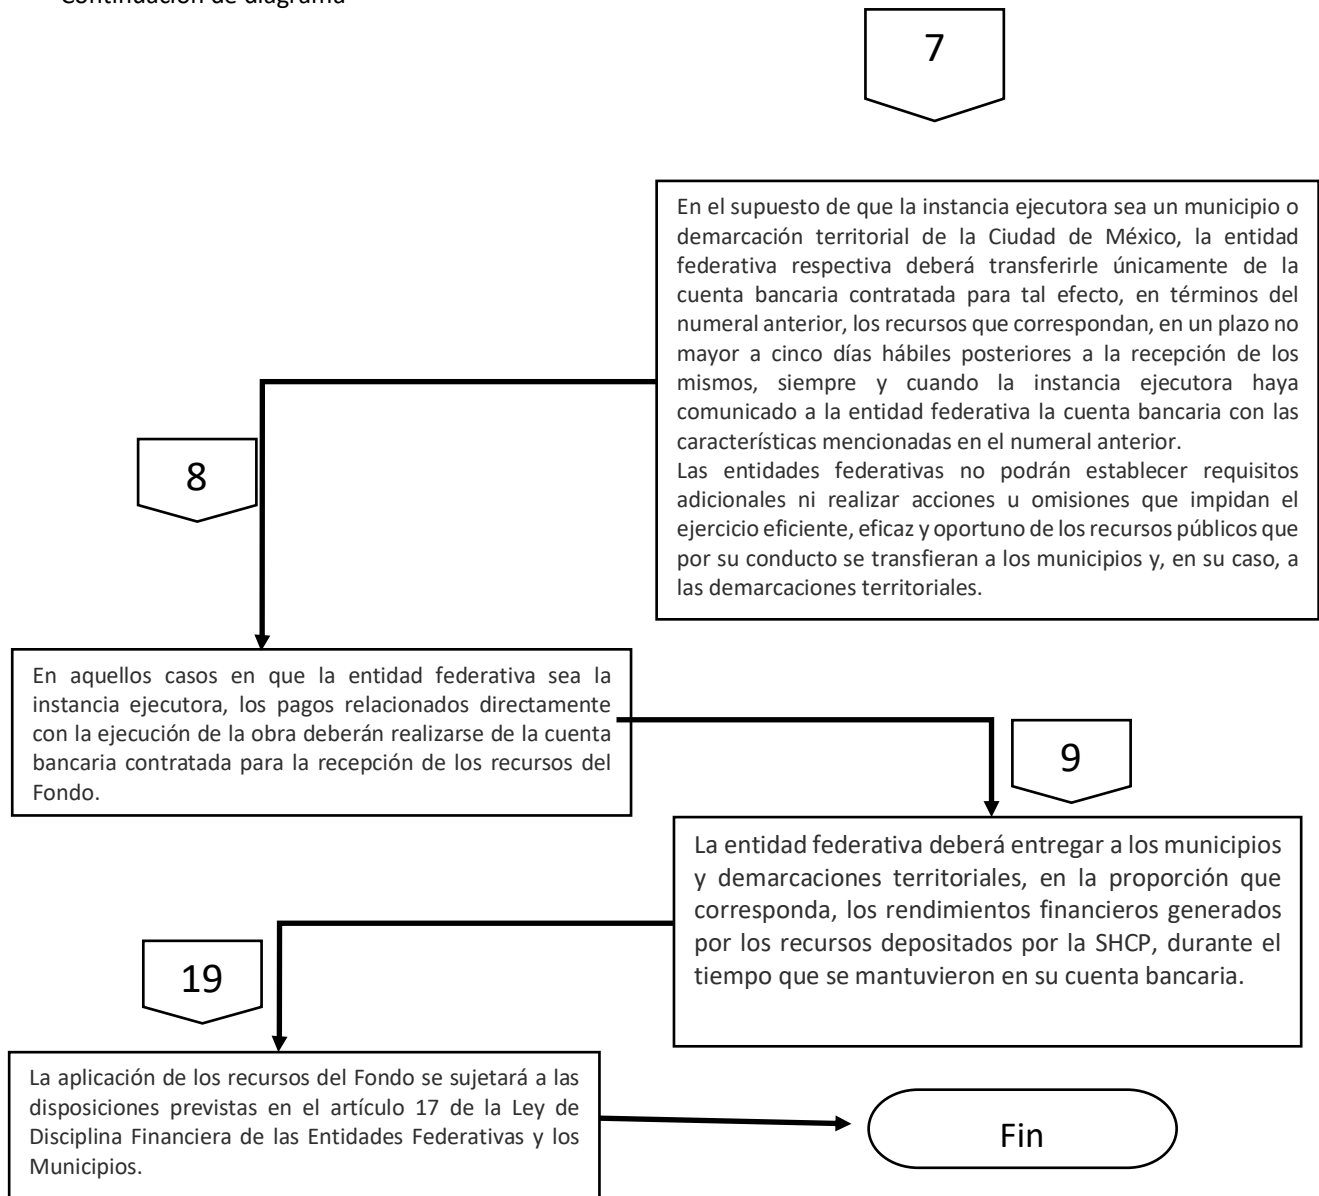 Continuación de diagrama
7
En el supuesto de que la instancia ejecutora sea un municipio o
demarcación territorial de la Ciudad de México, la entidad
federativa respectiva deberá transferirle únicamente de la
cuenta bancaria contratada para tal efecto, en términos del
numeral anterior, los recursos que correspondan, en un plazo no
mayor a cinco días hábiles posteriores a la recepción de los
mismos, siempre y cuando la instancia ejecutora haya
comunicado a la entidad federativa la cuenta bancaria con las
características mencionadas en el numeral anterior.
Las entidades federativas no podrán establecer requisitos
adicionales ni realizar acciones u omisiones que impidan el
ejercicio eficiente, eficaz y oportuno de los recursos públicos que
por su conducto se transfieran a los municipios y, en su caso, a
las demarcaciones territoriales.
8
En aquellos casos en que la entidad federativa sea la
instancia ejecutora, los pagos relacionados directamente
con la ejecución de la obra deberán realizarse de la cuenta
bancaria contratada para la recepción de los recursos del
Fondo.
9
La entidad federativa deberá entregar a los municipios
y demarcaciones territoriales, en la proporción que
corresponda, los rendimientos financieros generados
por los recursos depositados por la SHCP, durante el
tiempo que se mantuvieron en su cuenta bancaria.
19
La aplicación de los recursos del Fondo se sujetará a las
disposiciones previstas en el artículo 17 de la Ley de
Disciplina Financiera de las Entidades Federativas y los
Municipios.
Fin